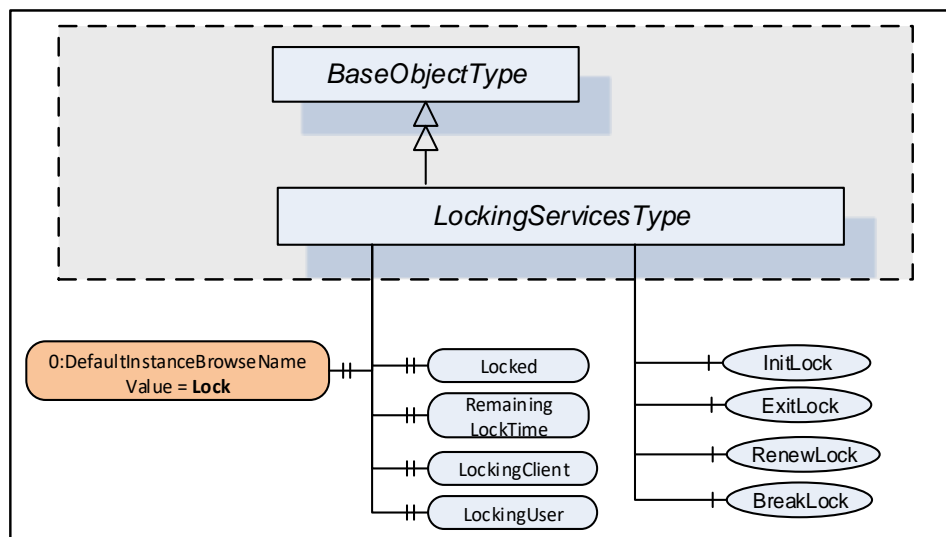 BaseObjectType
LockingServicesType
0:DefaultInstanceBrowseName
Value = Lock
Locked
Remaining
LockTime
LockingClient
LockingUser
InitLock
ExitLock
RenewLock
BreakLock